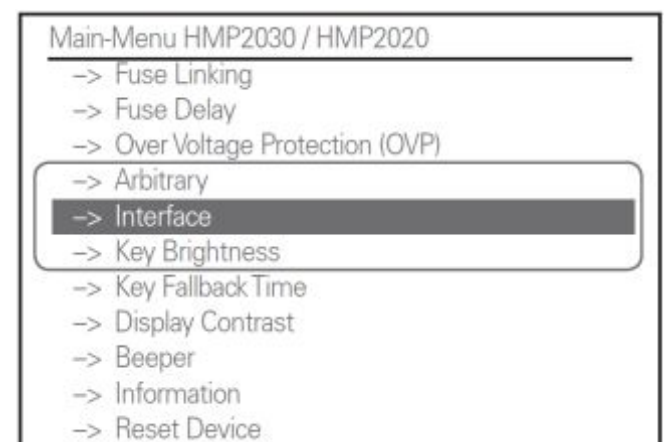 Main-Menu HMP2030 / HMP2020
–> Fuse Linking
–> Fuse Delay
–> Over Voltage Protection (OVP)
–> Arbitrary
–> Interface
–> Key Brightness
–> Key Fallback Time
–> Display Contrast
–> Beeper
–> Information
–> Reset Device